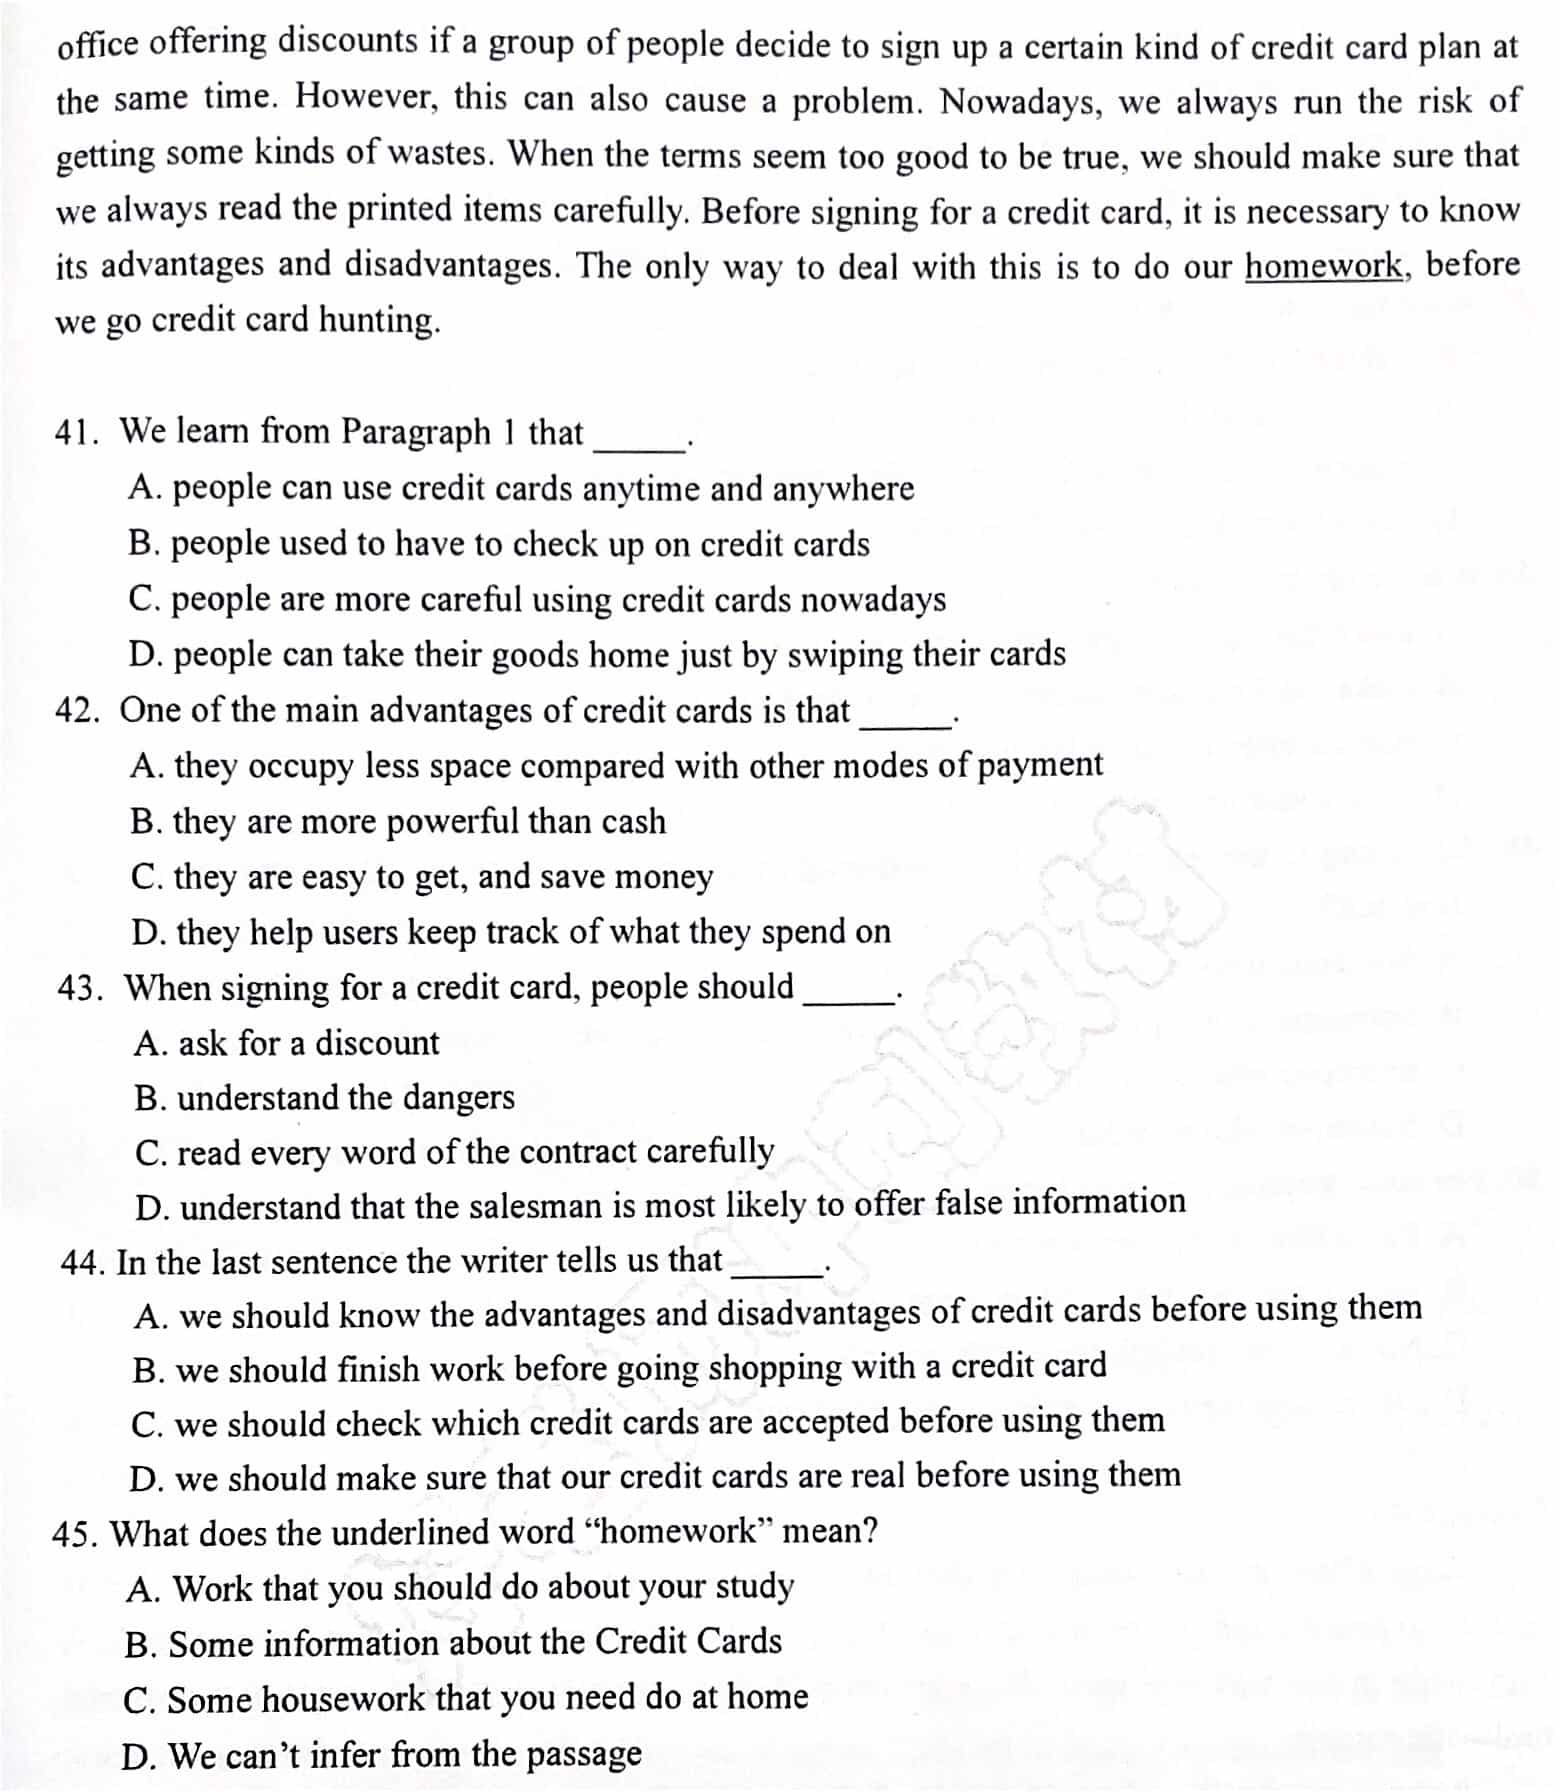 office offering discounts if a group of people decide to sign up a certain kind of credit card plan at
the same time. However, this can also cause a problem. Nowadays, we always run the risk of
getting some kinds of wastes. When the terms seem too good to be true, we should make sure that
we always read the printed items carefully. Before signing for a credit card, it is necessary to know
its advantages and disadvantages. The only way to deal with this is to do our homework, before
we go credit card hunting.
41. We learn from Paragraph 1 that _____.
A. people can use credit cards anytime and anywhere
B. people used to have to check up on credit cards
C. people are more careful using credit cards nowadays
D. people can take their goods home just by swiping their cards
42. One of the main advantages of credit cards is that _____.
A. they occupy less space compared with other modes of payment
B. they are more powerful than cash
C. they are easy to get, and save money
D. they help users keep track of what they spend on
43. When signing for a credit card, people should _____.
A. ask for a discount
B. understand the dangers
C. read every word of the contract carefully
D. understand that the salesman is most likely to offer false information
44. In the last sentence the writer tells us that _____.
A. we should know the advantages and disadvantages of credit cards before using them
B. we should finish work before going shopping with a credit card
C. we should check which credit cards are accepted before using them
D. we should make sure that our credit cards are real before using them
45. What does the underlined word “homework” mean?
A. Work that you should do about your study
B. Some information about the Credit Cards
C. Some housework that you need do at home
D. We can’t infer from the passage